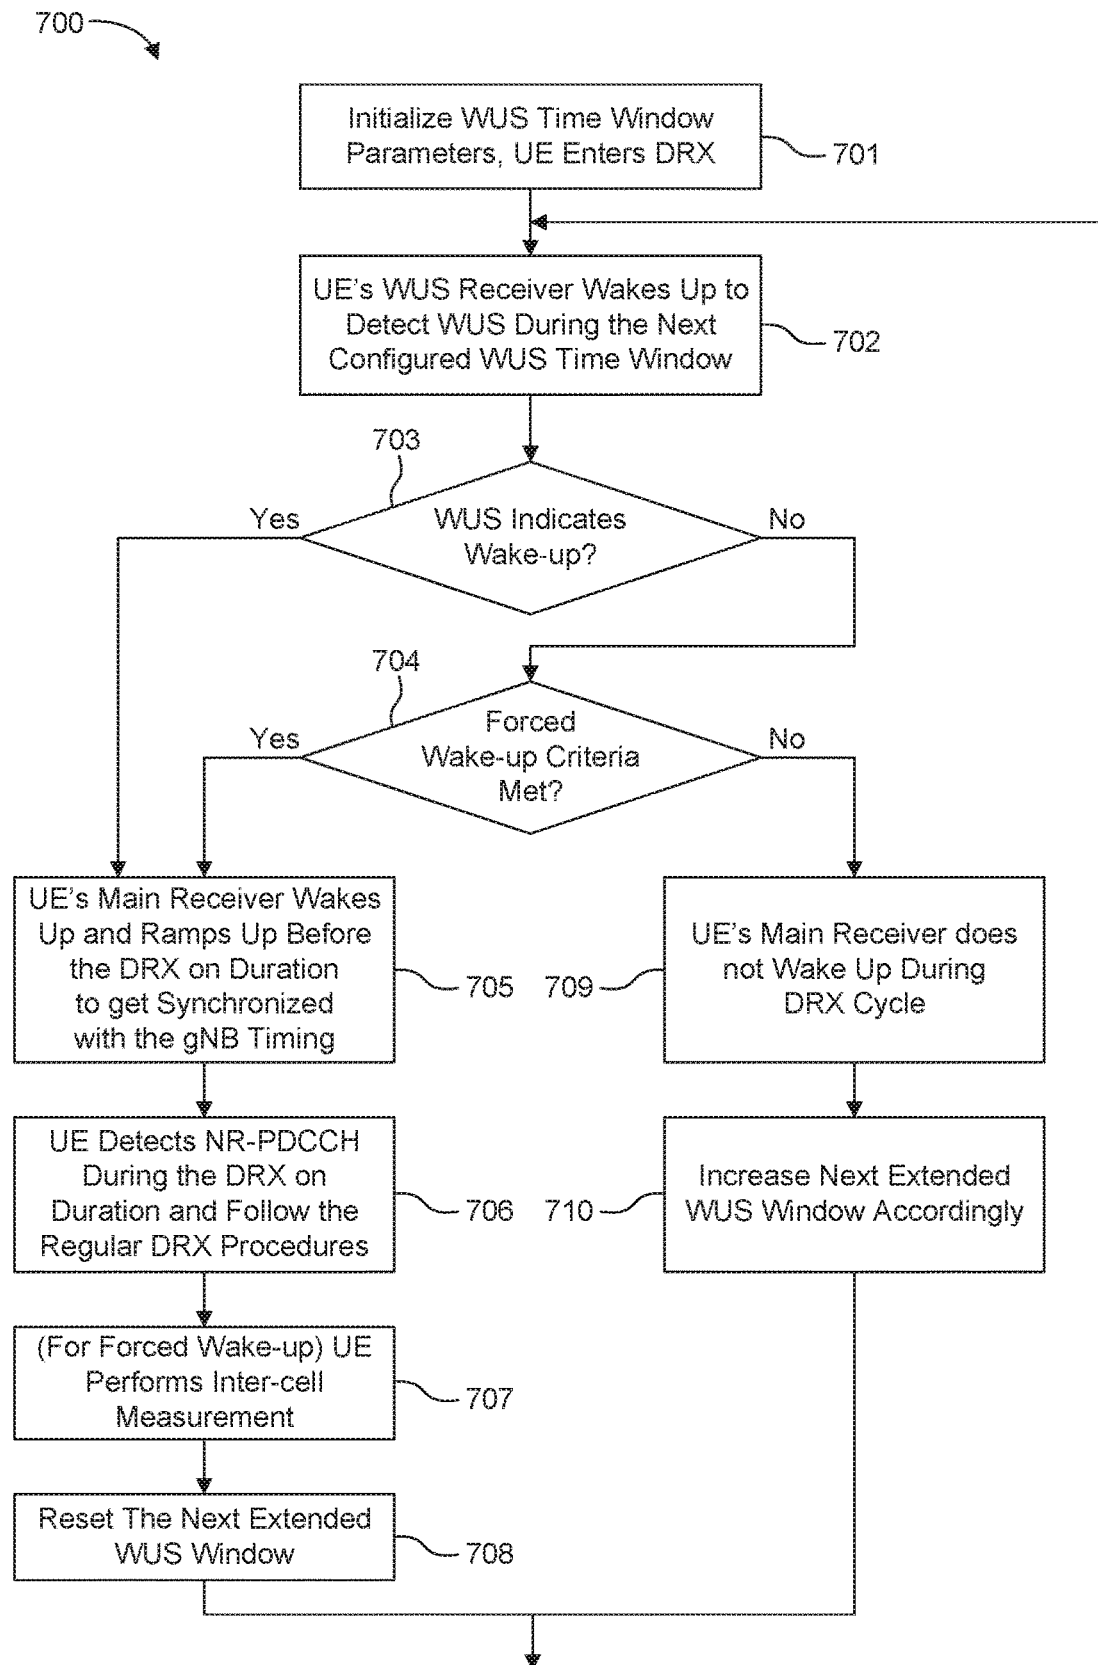 700
Initialize WUS Time Window
Parameters, UE Enters DRX
701
UE's WUS Receiver Wakes Up to
Detect WUS During the Next
Configured WUS Time Window
702
703
WUS Indicates
Wake-up?
Yes
No
704
Forced
Wake-up Criteria
Met?
Yes
No
UE's Main Receiver Wakes
Up and Ramps Up Before
the DRX on Duration
to get Synchronized
with the gNB Timing
705
709
UE's Main Receiver does
not Wake Up During
DRX Cycle
UE Detects NR-PDCCH
During the DRX on
Duration and Follow the
Regular DRX Procedures
706
710
Increase Next Extended
WUS Window Accordingly
(For Forced Wake-up) UE
Performs Inter-cell
Measurement
707
Reset The Next Extended
WUS Window
708